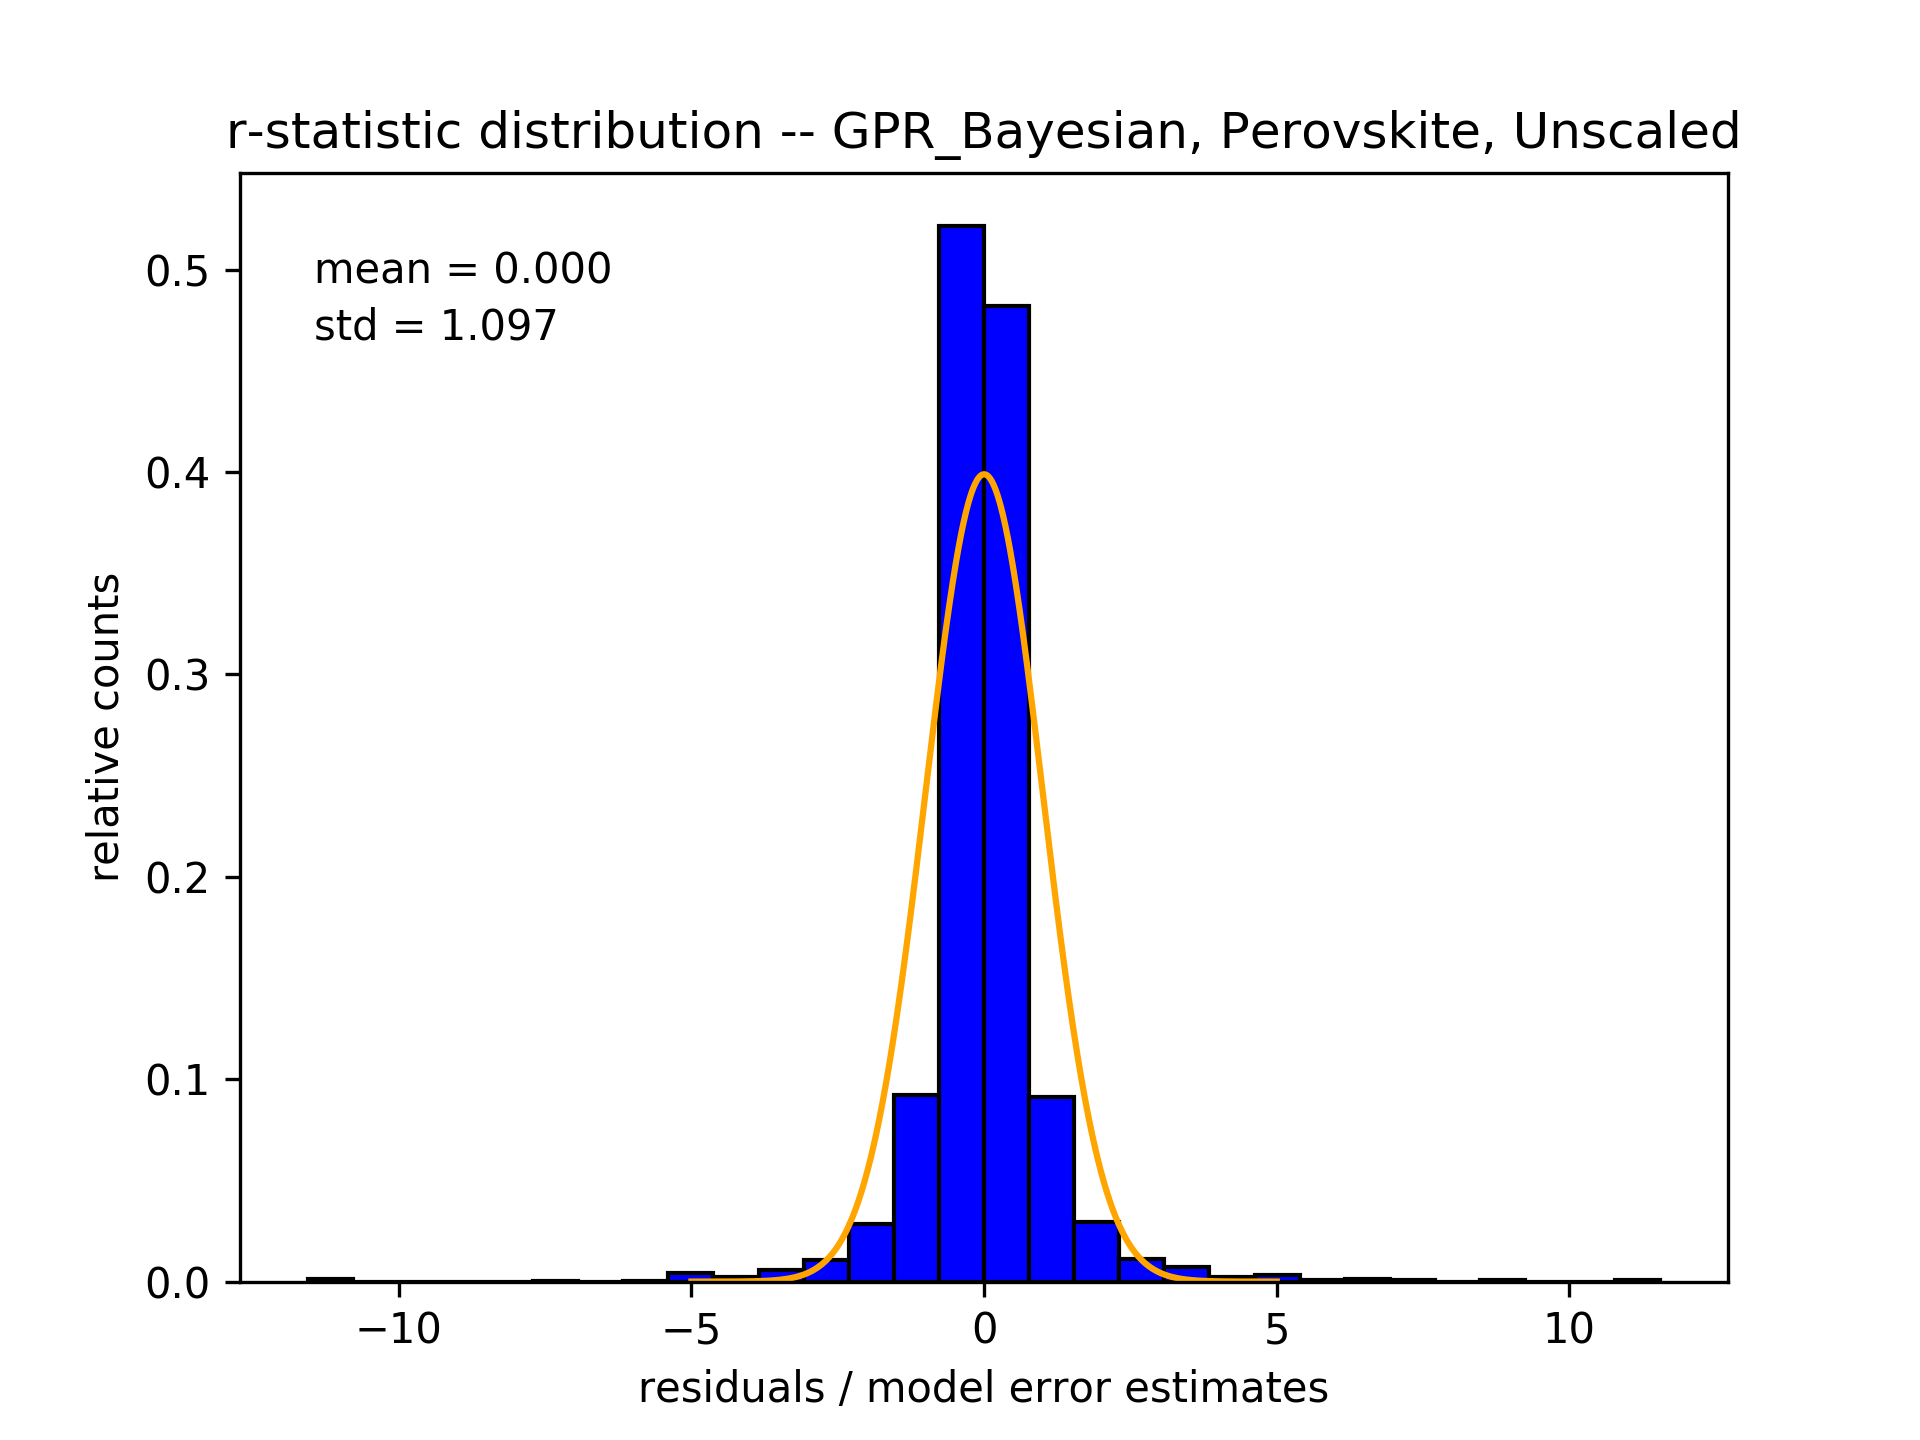 r-statistic distribution -- GPR_Bayesian, Perovskite, Unscaled
mean = 0.000
std = 1.097
0.5
0.4
0.3
0.2
0.1
0.0
relative counts
−10
−5
0
5
10
residuals / model error estimates